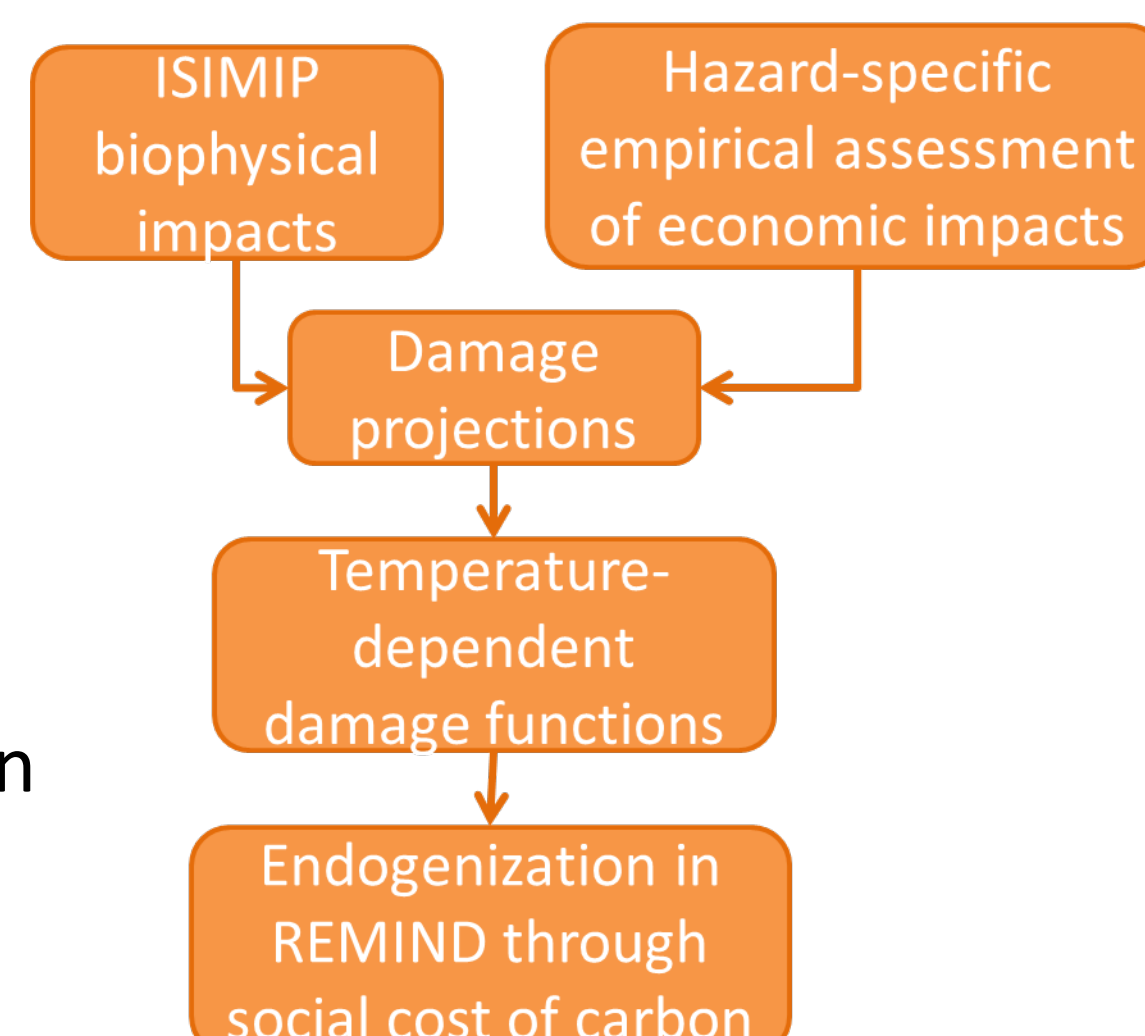 ISIMIP
biophysical
impacts
Hazard-specific
empirical assessment
of economic impacts
Damage
projections
Temperature-
dependent
damage functions
n
Endogenization in
REMIND through
social cost of carbon